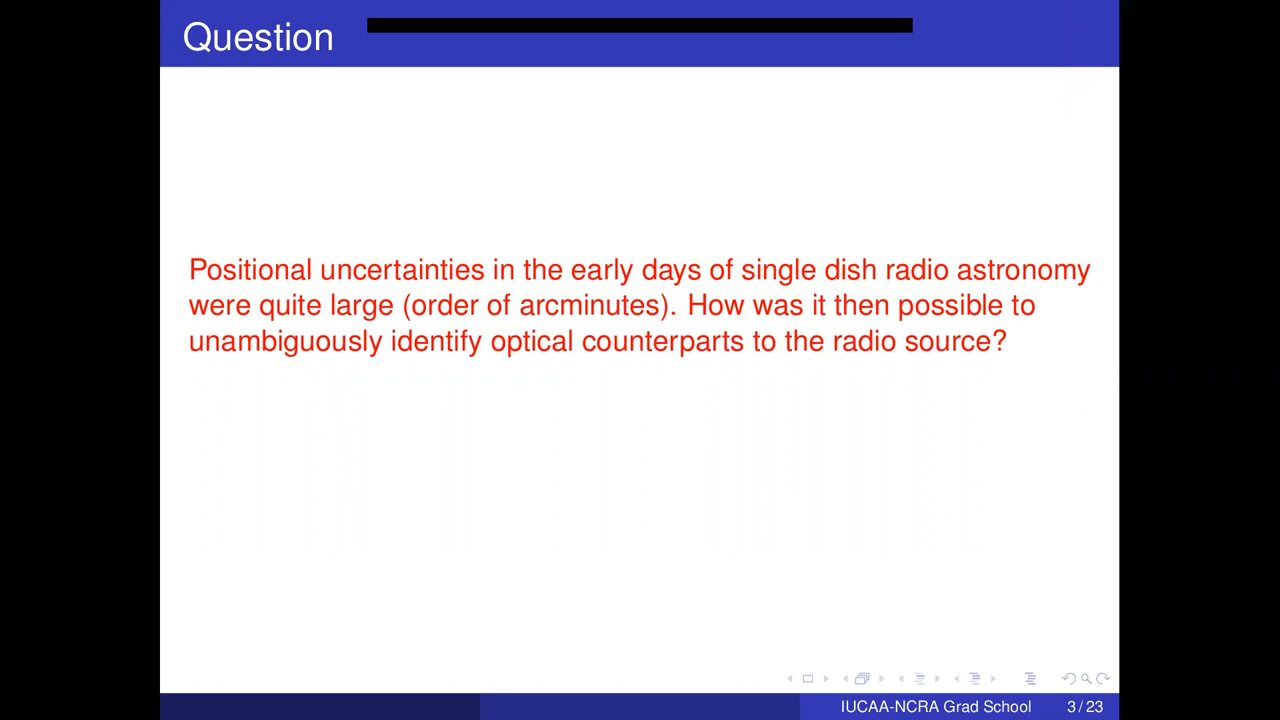 Question
Positional uncertainties in the early days of single dish radio astronomy
were quite large (order of arcminutes). How was it then possible to
unambiguously identify optical counterparts to the radio source?
IUCAA-NCRA Grad School 3 / 23